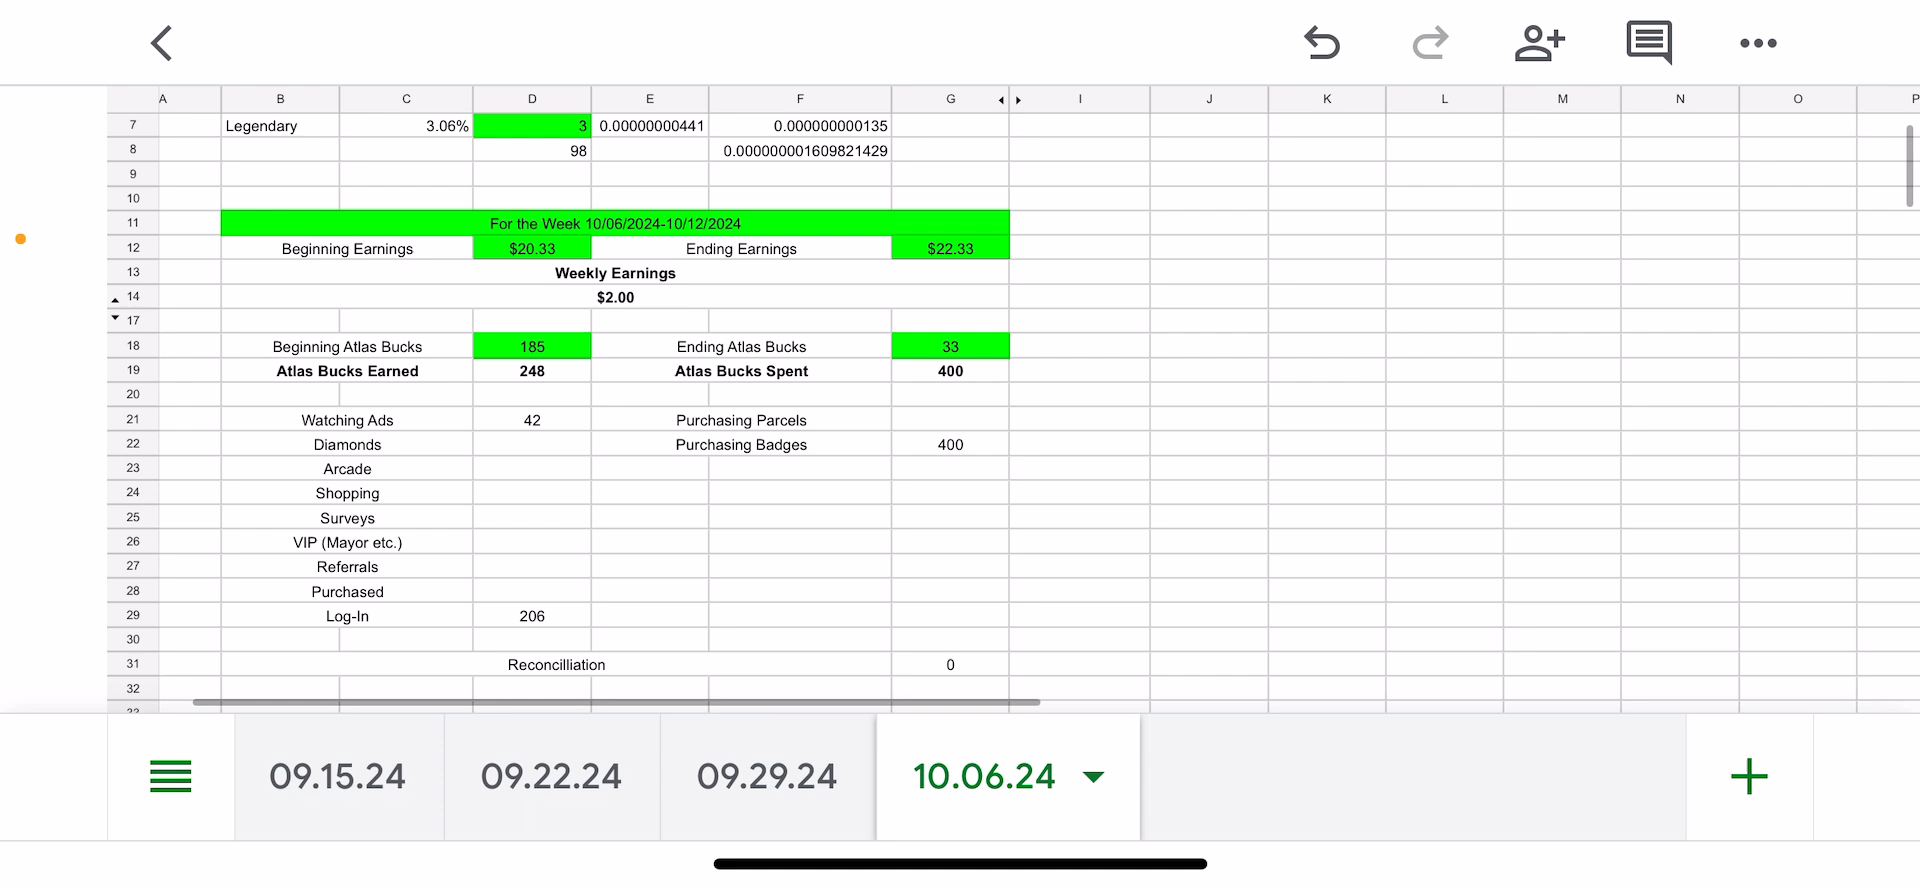 A B C D E F G I J K L M N O P
7 Legendary 3.06% 3 0.00000000441 0.000000000135
8 98 0.000000001609821429
9
10
11 For the Week 10/06/2024-10/12/2024
12 Beginning Earnings $20.33 Ending Earnings $22.33
13 Weekly Earnings
14 $2.00
17
18 Beginning Atlas Bucks 185 Ending Atlas Bucks 33
19 Atlas Bucks Earned 248 Atlas Bucks Spent 400
20
21 Watching Ads 42 Purchasing Parcels
22 Diamonds Purchasing Badges 400
23 Arcade
24 Shopping
25 Surveys
26 VIP (Mayor etc.)
27 Referrals
28 Purchased
29 Log-In 206
30
31 Reconcilliation 0
32
09.15.24 09.22.24 09.29.24 10.06.24